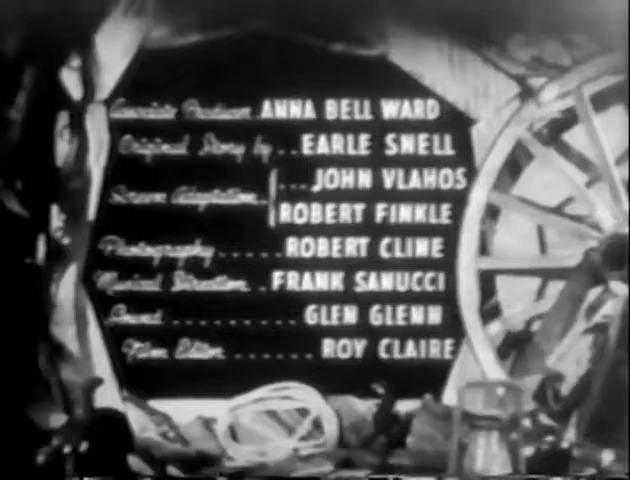 Associate Producer. ANNA BELL WARD
Original Story by .. EARLE SNELL
Screen Adaptation. { ... JOHN VLAHOS
ROBERT FINKLE
Photography ..... ROBERT CLINE
Musical Direction .. FRANK SANUCCI
Sound .......... GLEN GLENN
Film Editor ...... ROY CLAIRE